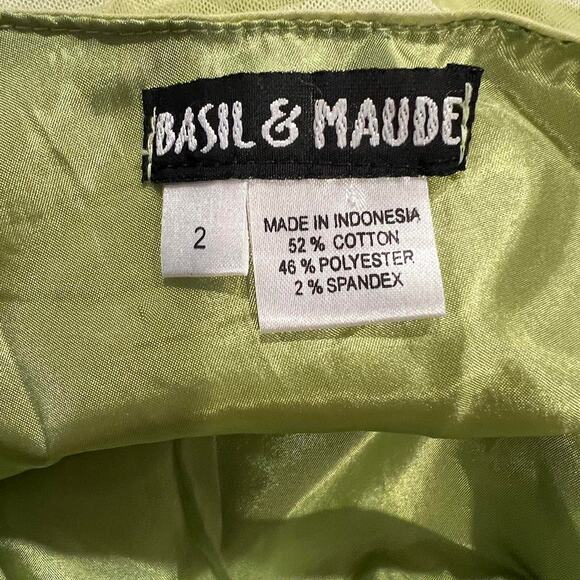 BASIL & MAUDE
2
MADE IN INDONESIA
52 % COTTON
46 % POLYESTER
2 % SPANDEX